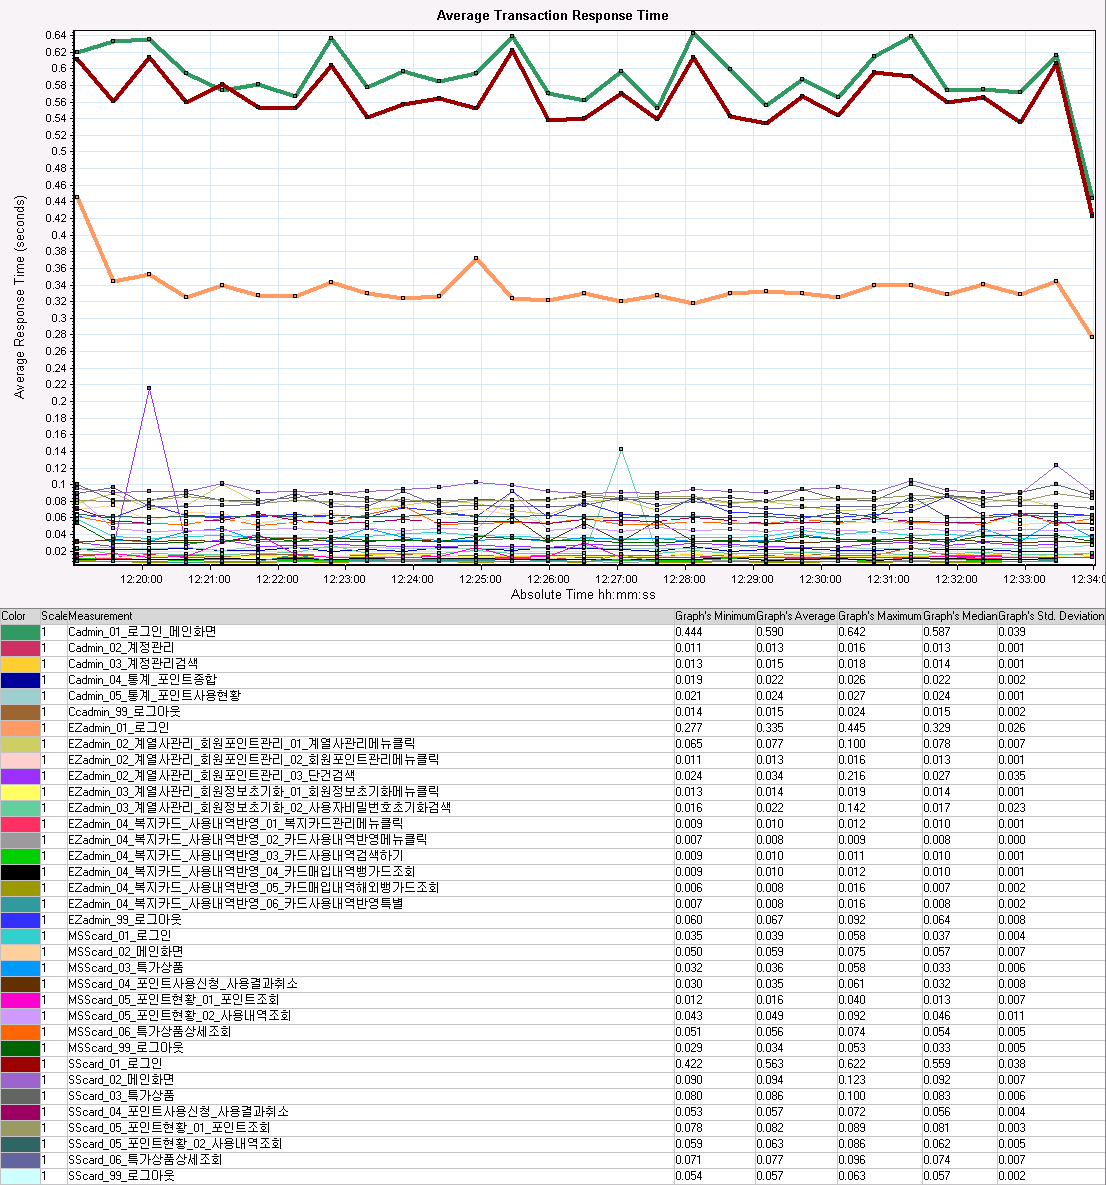 Average Transaction Response Time
Average Response Time (seconds)
0.64
0.62
0.6
0.58
0.56
0.54
0.52
0.5
0.48
0.46
0.44
0.42
0.4
0.38
0.36
0.34
0.32
0.3
0.28
0.26
0.24
0.22
0.2
0.18
0.16
0.14
0.12
0.1
0.08
0.06
0.04
0.02
12:20:00 12:21:00 12:22:00 12:23:00 12:24:00 12:25:00 12:26:00 12:27:00 12:28:00 12:29:00 12:30:00 12:31:00 12:32:00 12:33:00 12:34:0
Absolute Time hh:mm:ss
Color Scale Measurement Graph's Minimum Graph's Average Graph's Maximum Graph's Median Graph's Std. Deviation
1 Cadmin_01_로그인_메인화면 0.444 0.590 0.642 0.587 0.039
1 Cadmin_02_계정관리 0.011 0.013 0.016 0.013 0.001
1 Cadmin_03_계정관리검색 0.013 0.015 0.018 0.014 0.001
1 Cadmin_04_통계_포인트종합 0.019 0.022 0.026 0.022 0.002
1 Cadmin_05_통계_포인트사용현황 0.021 0.024 0.027 0.024 0.001
1 Ccadmin_99_로그마웃 0.014 0.015 0.024 0.015 0.002
1 EZadmin_01_로그인 0.277 0.335 0.445 0.329 0.026
1 EZadmin_02_계열사관리_회원포인트관리_01_계열사관리메뉴클릭 0.065 0.077 0.100 0.078 0.007
1 EZadmin_02_계열사관리_회원포인트관리_02_회원포인트관리메뉴클릭 0.011 0.013 0.016 0.013 0.001
1 EZadmin_02_계열사관리_회원포인트관리_03_단건검색 0.024 0.034 0.216 0.027 0.035
1 EZadmin_03_계열사관리_회원정보초기화_01_회원정보초기화메뉴클릭 0.013 0.014 0.019 0.014 0.001
1 EZadmin_03_계열사관리_회원정보초기화_02_사용자비밀번호초기화검색 0.016 0.022 0.142 0.017 0.023
1 EZadmin_04_복지카드_사용내역반영_01_복지카드관리메뉴클릭 0.009 0.010 0.012 0.010 0.001
1 EZadmin_04_복지카드_사용내역반영_02_카드사용내역반영메뉴클릭 0.007 0.008 0.009 0.008 0.000
1 EZadmin_04_복지카드_사용내역반영_03_카드사용내역검색하기 0.009 0.010 0.011 0.010 0.001
1 EZadmin_04_복지카드_사용내역반영_04_카드매입내역뱅가드조회 0.009 0.010 0.012 0.010 0.001
1 EZadmin_04_복지카드_사용내역반영_05_카드매입내역해외뱅가드조회 0.006 0.008 0.016 0.007 0.002
1 EZadmin_04_복지카드_사용내역반영_06_카드사용내역반영특별 0.007 0.008 0.016 0.008 0.002
1 EZadmin_99_로그아웃 0.060 0.067 0.092 0.064 0.008
1 MSScard_01_로그인 0.035 0.039 0.058 0.037 0.004
1 MSScard_02_메인화면 0.050 0.059 0.075 0.057 0.007
1 MSScard_03_특가상품 0.032 0.036 0.058 0.033 0.006
1 MSScard_04_포인트사용신청_사용결과취소 0.030 0.035 0.061 0.032 0.008
1 MSScard_05_포인트현황_01_포인트조회 0.012 0.016 0.040 0.013 0.007
1 MSScard_05_포인트현황_02_사용내역조회 0.043 0.049 0.092 0.046 0.011
1 MSScard_06_특가상품상세조회 0.051 0.056 0.074 0.054 0.005
1 MSScard_99_로그아웃 0.029 0.034 0.053 0.033 0.005
1 SScard_01_로그인 0.422 0.563 0.622 0.559 0.038
1 SScard_02_메인화면 0.090 0.094 0.123 0.092 0.007
1 SScard_03_특가상품 0.080 0.086 0.100 0.083 0.006
1 SScard_04_포인트사용신청_사용결과취소 0.053 0.057 0.072 0.056 0.004
1 SScard_05_포인트현황_01_포인트조회 0.078 0.082 0.089 0.081 0.003
1 SScard_05_포인트현황_02_사용내역조회 0.059 0.063 0.086 0.062 0.005
1 SScard_06_특가상품상세조회 0.071 0.077 0.096 0.074 0.007
1 SScard_99_로그아웃 0.054 0.057 0.063 0.057 0.002